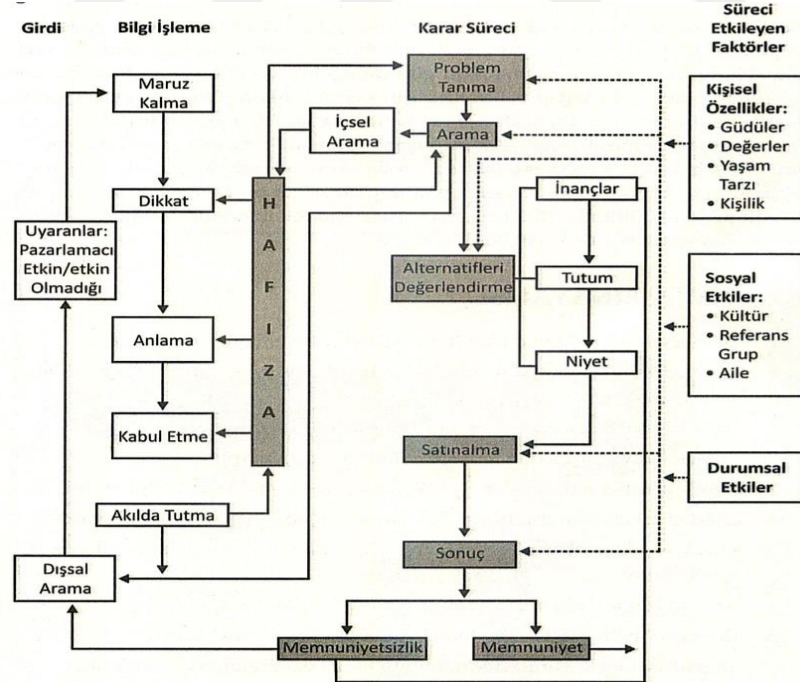 Girdi
Bilgi İşleme
Karar Süreci
Süreci
Etkileyen
Faktörler
Maruz
Kalma
Dikkat
Uyaranlar:
Pazarlamacı
Etkin/etkin
Olmadığı
Anlama
Kabul Etme
Akılda Tutma
Dışsal
Arama
H
A
F
I
Z
A
İçsel
Arama
Problem
Tanıma
Arama
Alternatifleri
Değerlendirme
İnançlar
Tutum
Niyet
Satınalma
Sonuç
Memnuniyetsizlik
Memnuniyet
Kişisel
Özellikler:
• Güdüler
• Değerler
• Yaşam
Tarzı
• Kişilik
Sosyal
Etkiler:
• Kültür
• Referans
Grup
• Aile
Durumsal
Etkiler